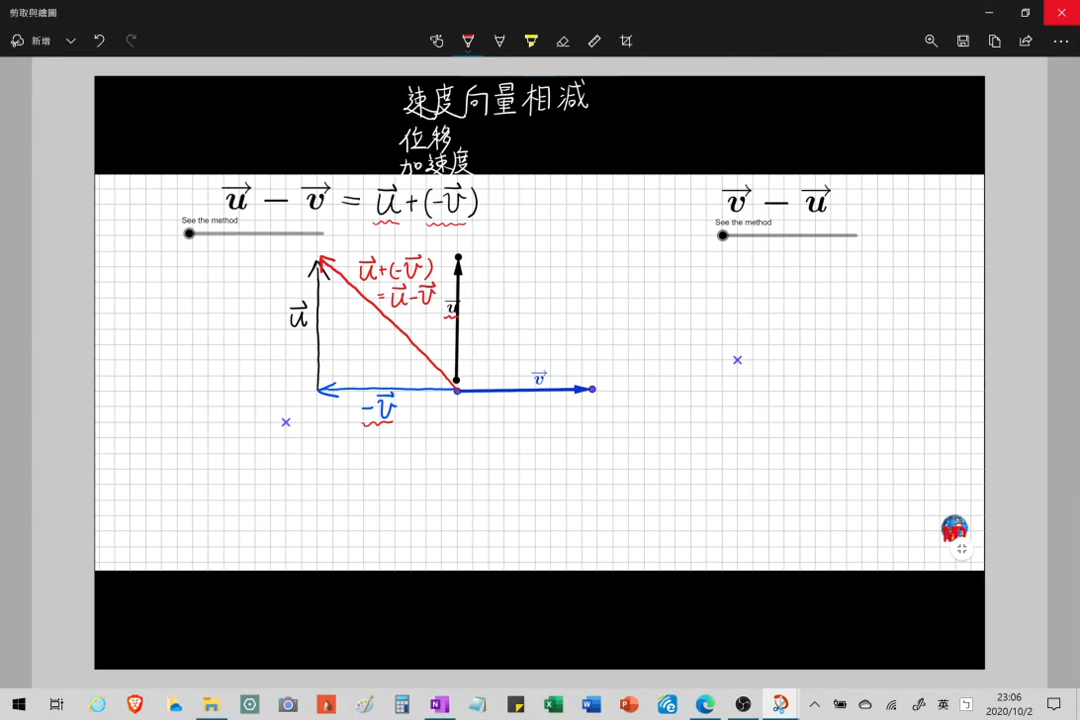 剪取與繪圖
新增
速度向量相減
位移
加速度
u⃗ − v⃗ = u⃗ + (−v⃗)
See the method
v⃗ − u⃗
See the method
u⃗+(−v⃗)
= u⃗−v⃗
u⃗
u⃗
v⃗
−v⃗
英
ㄅ
23:06
2020/10/2